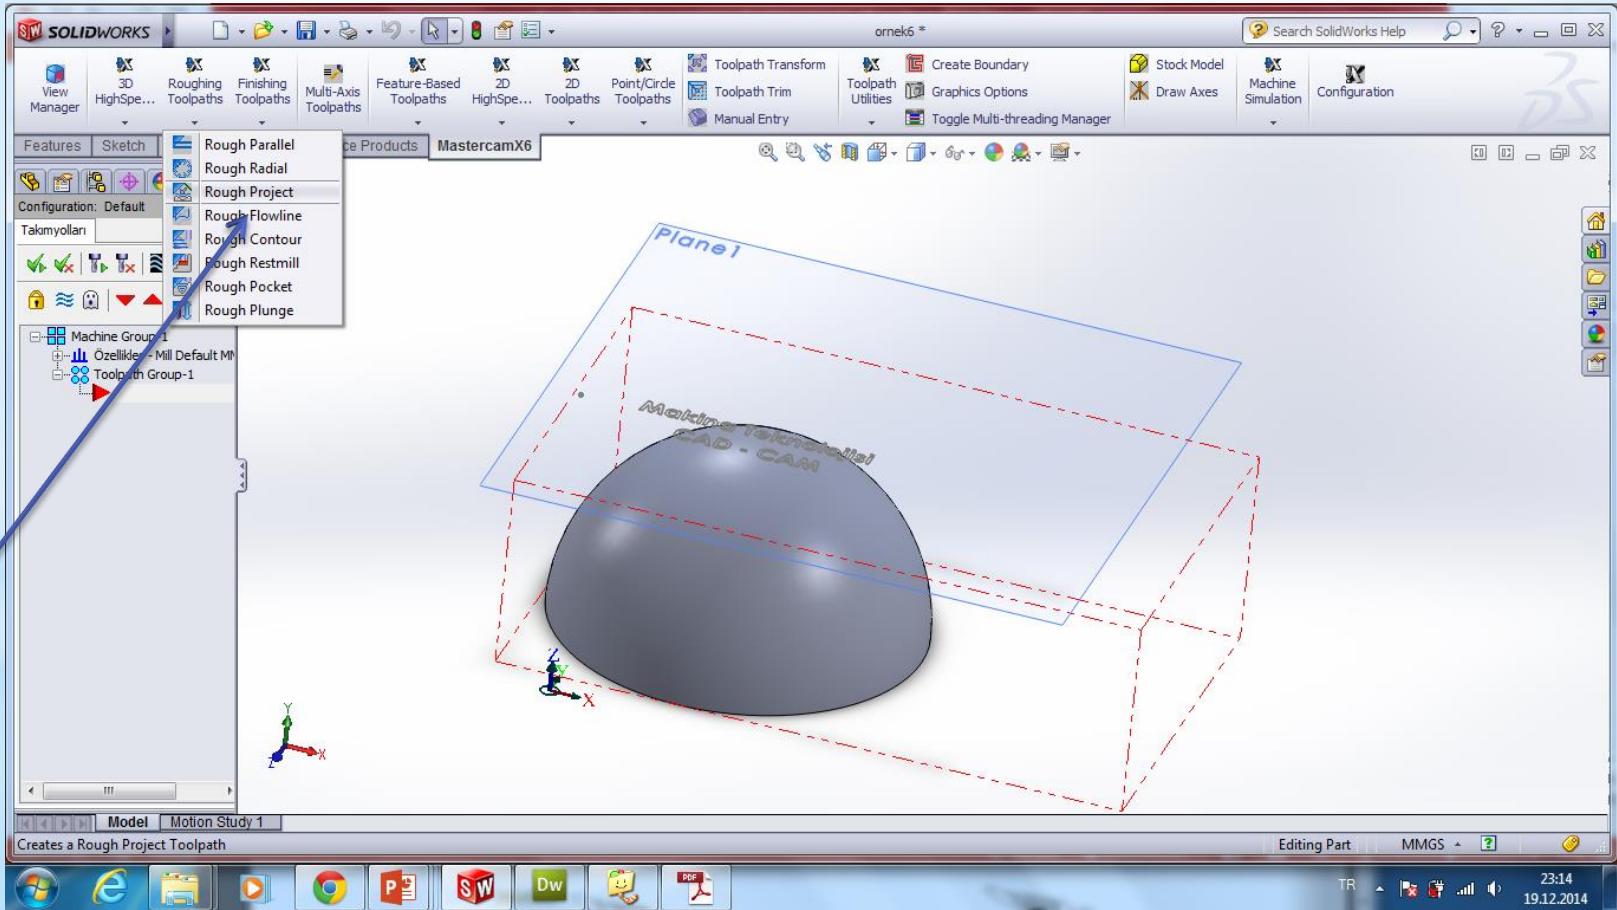 SOLIDWORKS
ornek6 *
Search SolidWorks Help
View Manager
3D HighSpe...
Roughing Toolpaths
Finishing Toolpaths
Multi-Axis Toolpaths
Feature-Based Toolpaths
2D HighSpe...
2D Toolpaths
Point/Circle Toolpaths
Toolpath Transform
Toolpath Trim
Manual Entry
Toolpath Utilities
Create Boundary
Graphics Options
Toggle Multi-threading Manager
Stock Model
Draw Axes
Machine Simulation
Configuration
Features
Sketch
ce Products
MastercamX6
Rough Parallel
Rough Radial
Rough Project
Rough Flowline
Rough Contour
Rough Restmill
Rough Pocket
Rough Plunge
Configuration: Default
Takımyolları
Machine Group-1
Özellikler - Mill Default MM
Toolpath Group-1
Plane1
Makina Teknolojisi
CAD - CAM
Z
Y
X
Y
X
Z
Model
Motion Study 1
Creates a Rough Project Toolpath
Editing Part
MMGS
TR
23:14
19.12.2014